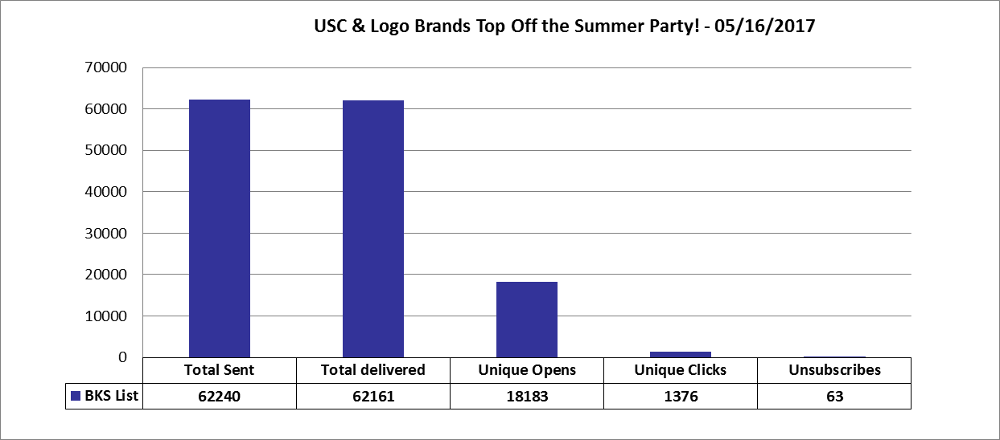 USC & Logo Brands Top Off the Summer Party! - 05/16/2017
70000
60000
50000
40000
30000
20000
10000
0
Total Sent Total delivered Unique Opens Unique Clicks Unsubscribes
BKS List 62240 62161 18183 1376 63